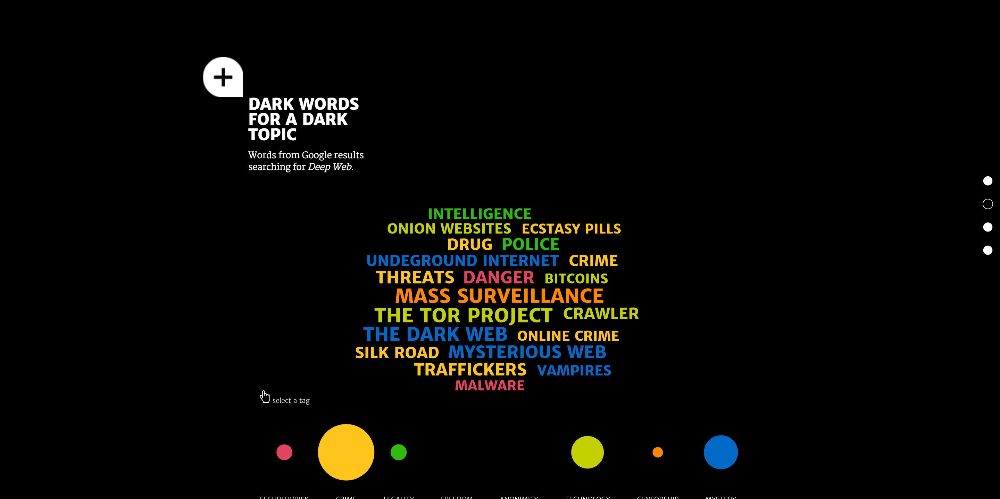 DARK WORDS
FOR A DARK
TOPIC
Words from Google results
searching for Deep Web.
INTELLIGENCE
ONION WEBSITES ECSTASY PILLS
DRUG POLICE
UNDEGROUND INTERNET CRIME
THREATS DANGER BITCOINS
MASS SURVEILLANCE
THE TOR PROJECT CRAWLER
THE DARK WEB ONLINE CRIME
SILK ROAD MYSTERIOUS WEB
TRAFFICKERS VAMPIRES
MALWARE
select a tag
SECURITY/RISK CRIME LEGALITY FREEDOM ANONIMITY TECHNOLOGY CENSORSHIP MYSTERY